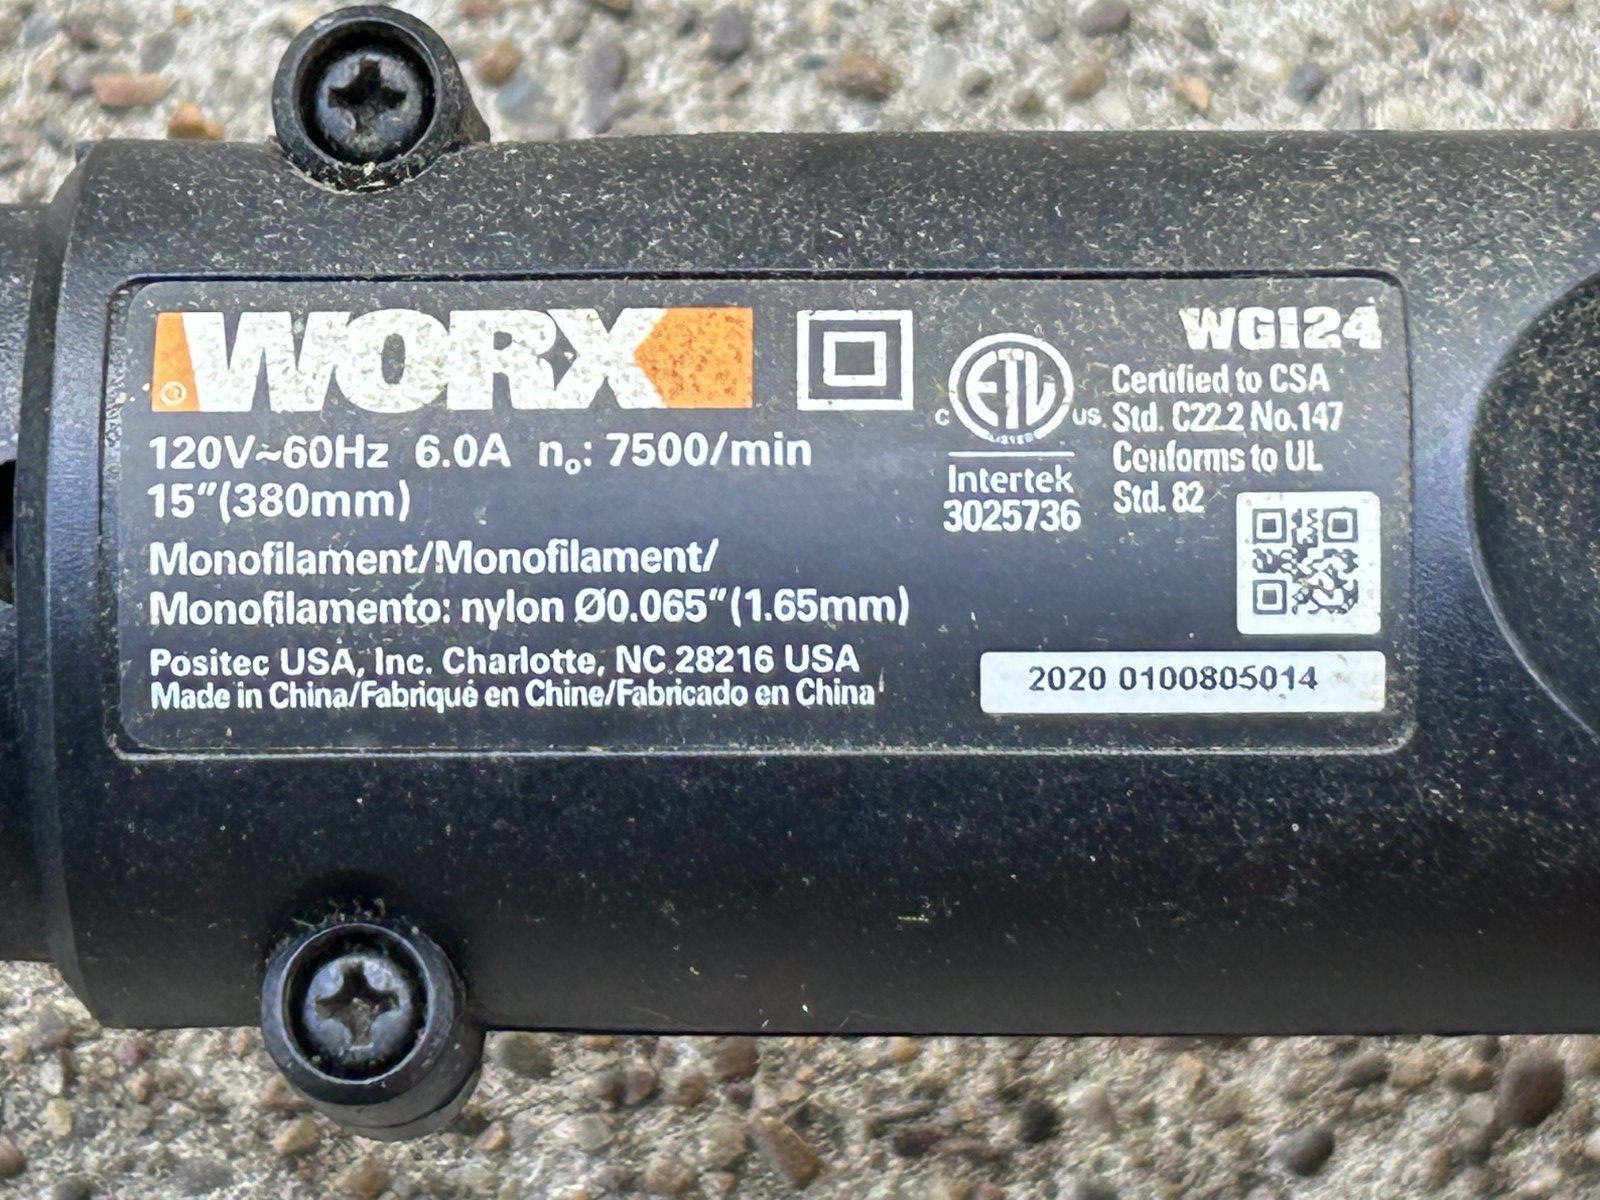 WORX®
WG124
120V~60Hz 6.0A n₀: 7500/min
15"(380mm)
Monofilament/Monofilament/
Monofilamento: nylon Ø0.065"(1.65mm)
Positec USA, Inc. Charlotte, NC 28216 USA
Made in China/Fabriqué en Chine/Fabricado en China
C ETL US
LISTED
Intertek
3025736
Certified to CSA
Std. C22.2 No.147
Conforms to UL
Std. 82
2020 0100805014